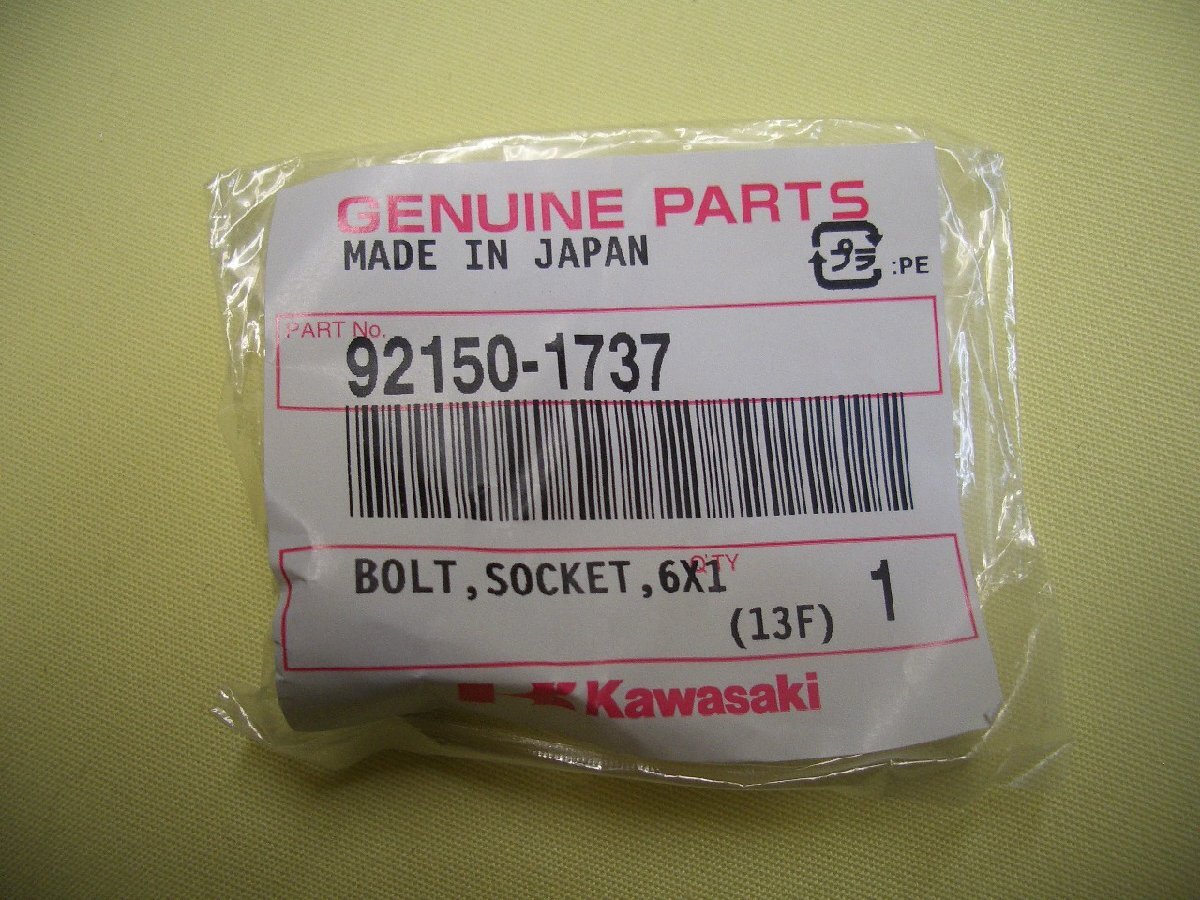 GENUINE PARTS
MADE IN JAPAN
プラ :PE
PART No.
92150-1737
Q'TY
BOLT,SOCKET,6X1
(13F) 1
Kawasaki